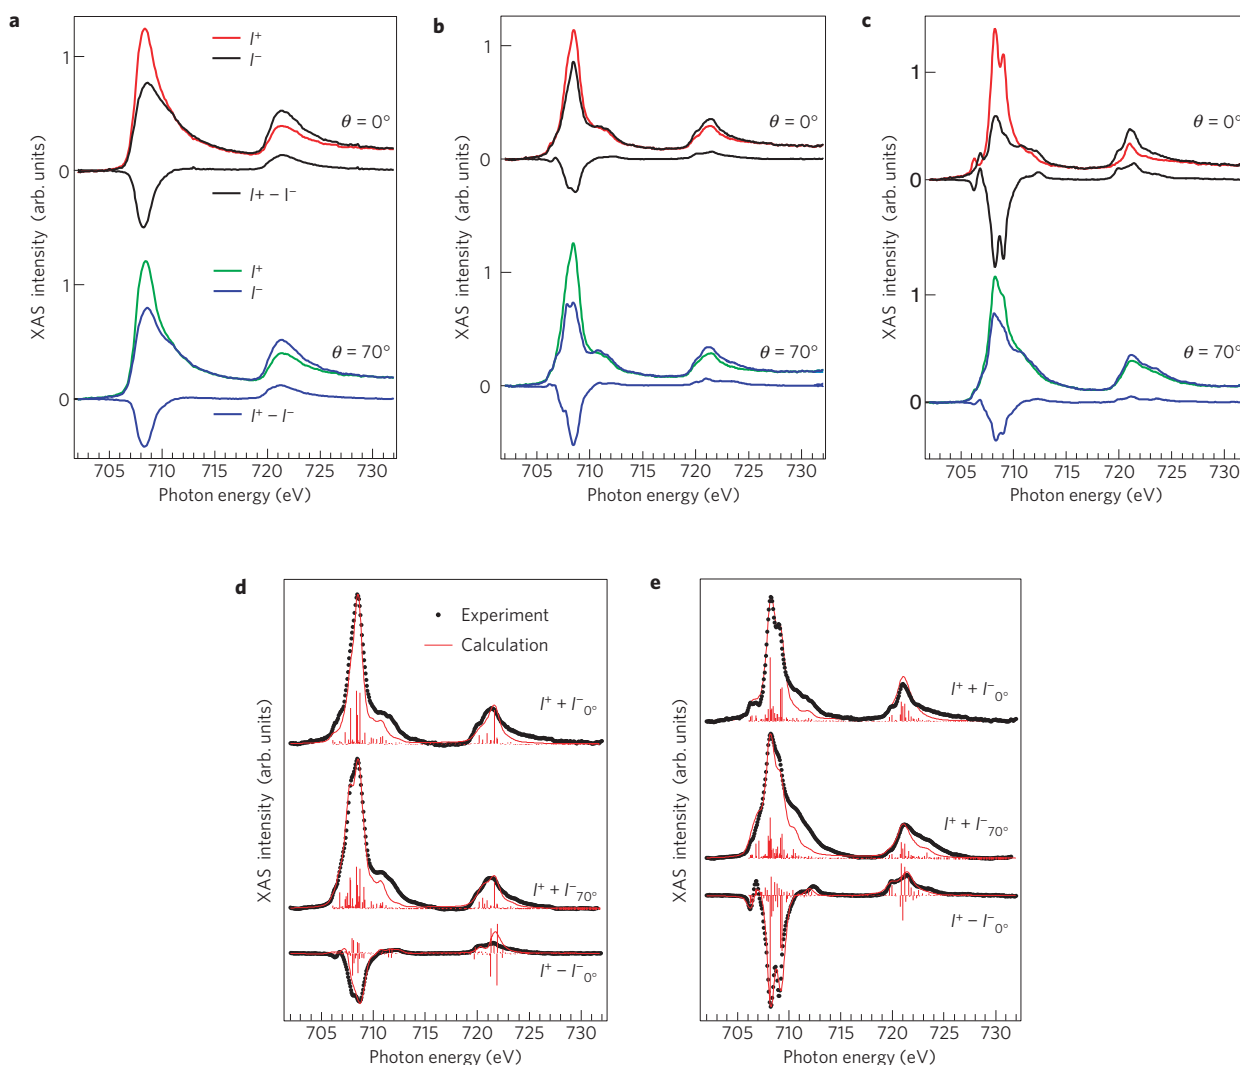 a
XAS intensity (arb. units)
1
0
1
0
I⁺
I⁻
θ = 0°
I+ – I⁻
I⁺
I⁻
θ = 70°
I⁺ – I⁻
705 710 715 720 725 730
Photon energy (eV)
b
XAS intensity (arb. units)
1
0
1
0
θ = 0°
θ = 70°
705 710 715 720 725 730
Photon energy (eV)
c
XAS intensity (arb. units)
1
0
1
0
θ = 0°
θ = 70°
705 710 715 720 725 730
Photon energy (eV)
d
XAS intensity (arb. units)
Experiment
Calculation
I⁺ + I⁻0°
I⁺ + I⁻70°
I⁺ – I⁻0°
705 710 715 720 725 730
Photon energy (eV)
e
XAS intensity (arb. units)
I⁺ + I⁻0°
I⁺ + I⁻70°
I⁺ – I⁻0°
705 710 715 720 725 730
Photon energy (eV)